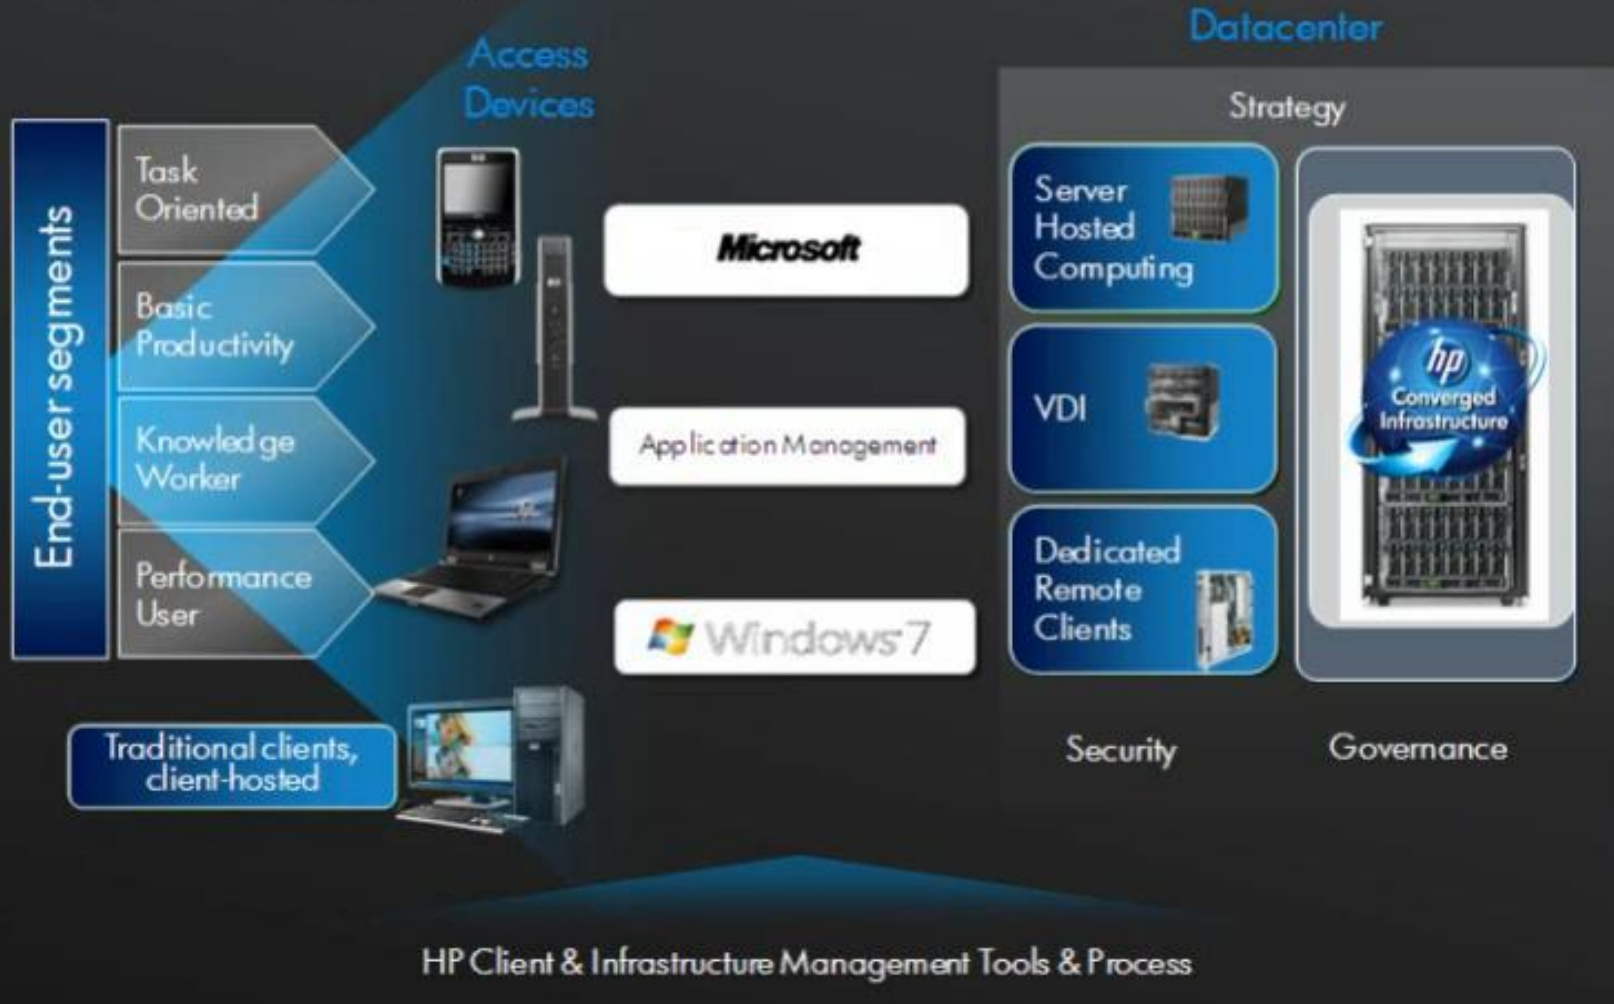 Access
Devices
Datacenter
Strategy
End-user segments
Task
Oriented
Basic
Productivity
Knowledge
Worker
Performance
User
Traditional clients,
client-hosted
Microsoft
Application Management
Windows 7
Server
Hosted
Computing
VDI
Dedicated
Remote
Clients
hp
Converged
Infrastructure
Security
Governance
HP Client & Infrastructure Management Tools & Process